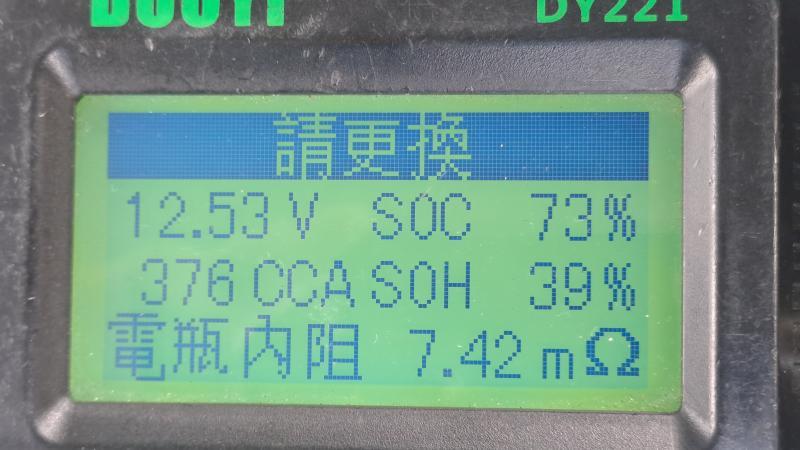 DUOYI DY221
請更換
12.53 V SOC 73%
376 CCA SOH 39%
電瓶內阻 7.42 mΩ